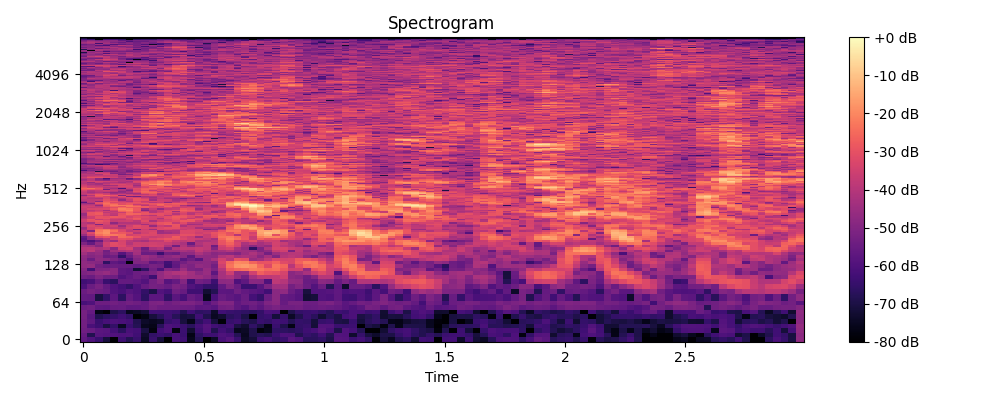 Spectrogram
Hz
4096
2048
1024
512
256
128
64
0
0
0.5
1
1.5
2
2.5
Time
+0 dB
-10 dB
-20 dB
-30 dB
-40 dB
-50 dB
-60 dB
-70 dB
-80 dB